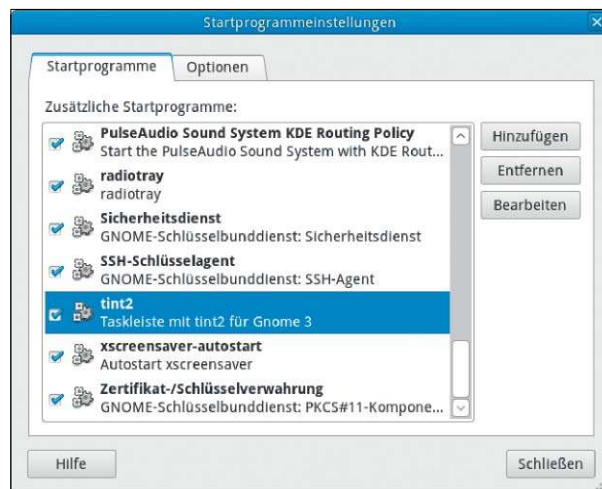 Startprogrammeinstellungen
Startprogramme
Optionen
Zusätzliche Startprogramme:
PulseAudio Sound System KDE Routing Policy
Start the PulseAudio Sound System with KDE Rout...
radiotray
radiotray
Sicherheitsdienst
GNOME-Schlüsselbunddienst: Sicherheitsdienst
SSH-Schlüsselagent
GNOME-Schlüsselbunddienst: SSH-Agent
tint2
Taskleiste mit tint2 für Gnome 3
xscreensaver-autostart
Autostart xscreensaver
Zertifikat-/Schlüsselverwahrung
GNOME-Schlüsselbunddienst: PKCS#11-Kompone...
Hinzufügen
Entfernen
Bearbeiten
Hilfe
Schließen